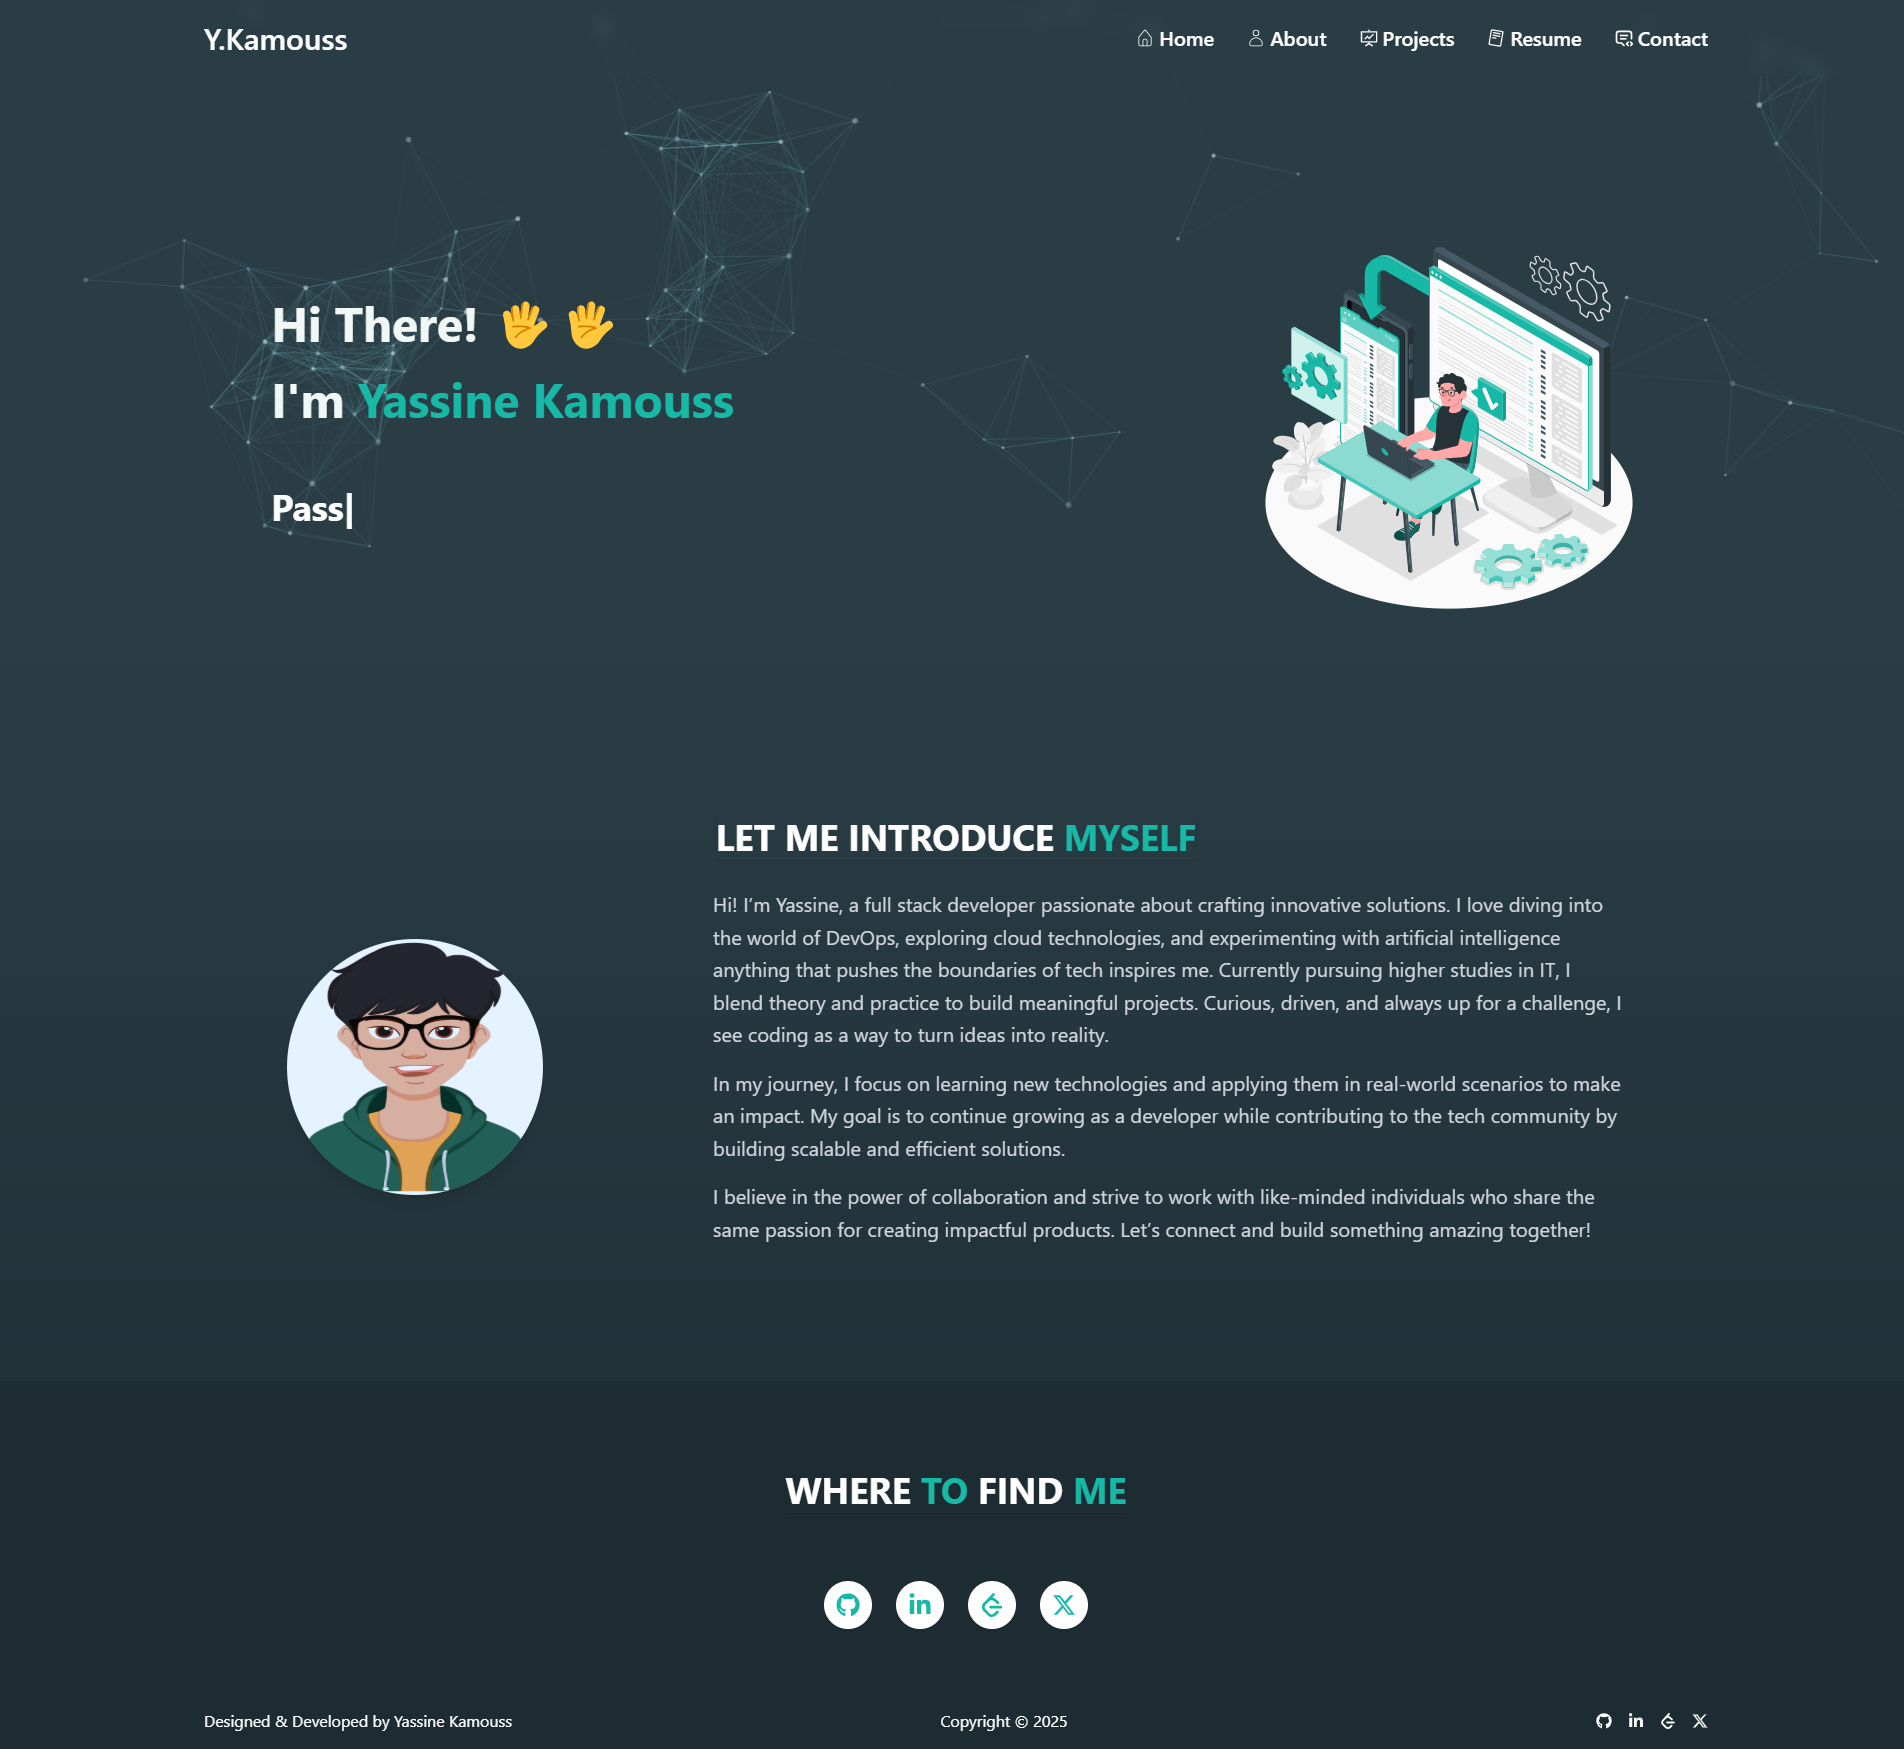 Y.Kamouss
Home About Projects Resume Contact
Hi There! 🖐 🖐
I'm Yassine Kamouss
Pass|
LET ME INTRODUCE MYSELF
Hi! I’m Yassine, a full stack developer passionate about crafting innovative solutions. I love diving into
the world of DevOps, exploring cloud technologies, and experimenting with artificial intelligence
anything that pushes the boundaries of tech inspires me. Currently pursuing higher studies in IT, I
blend theory and practice to build meaningful projects. Curious, driven, and always up for a challenge, I
see coding as a way to turn ideas into reality.
In my journey, I focus on learning new technologies and applying them in real-world scenarios to make
an impact. My goal is to continue growing as a developer while contributing to the tech community by
building scalable and efficient solutions.
I believe in the power of collaboration and strive to work with like-minded individuals who share the
same passion for creating impactful products. Let’s connect and build something amazing together!
WHERE TO FIND ME
Designed & Developed by Yassine Kamouss
Copyright © 2025